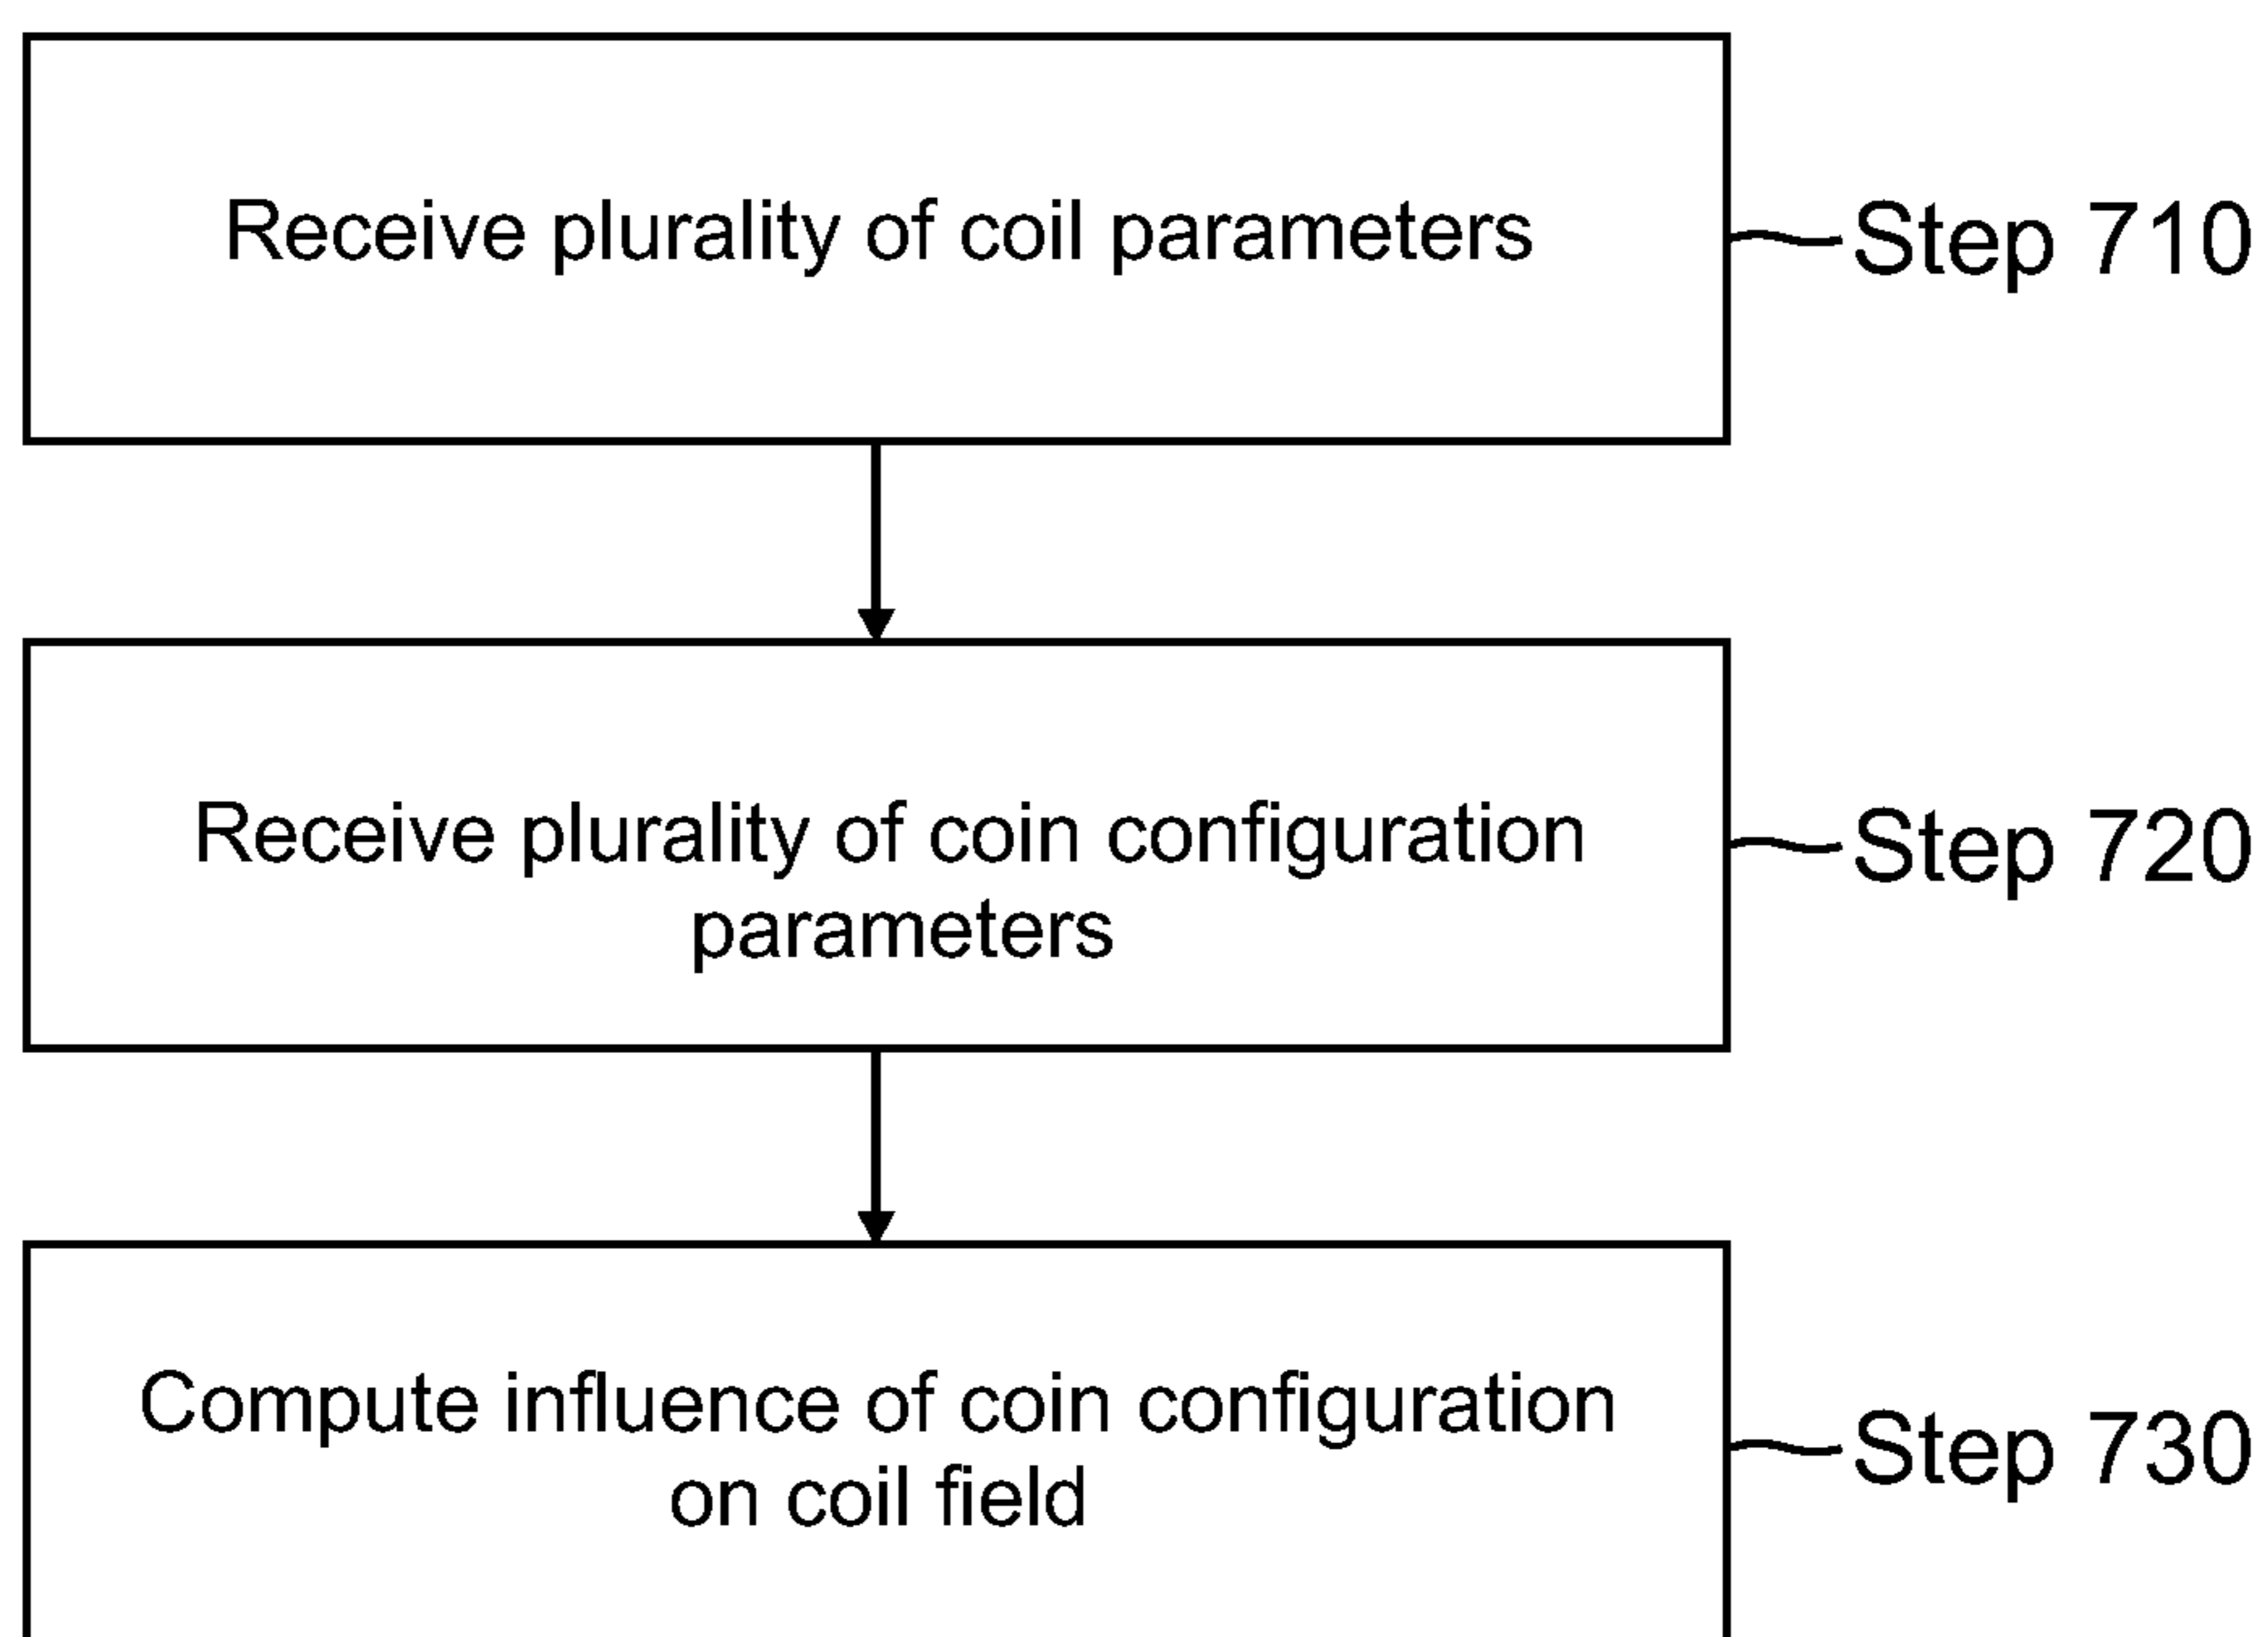 Receive plurality of coil parameters
Step 710
Receive plurality of coin configuration
parameters
Step 720
Compute influence of coin configuration
on coil field
Step 730